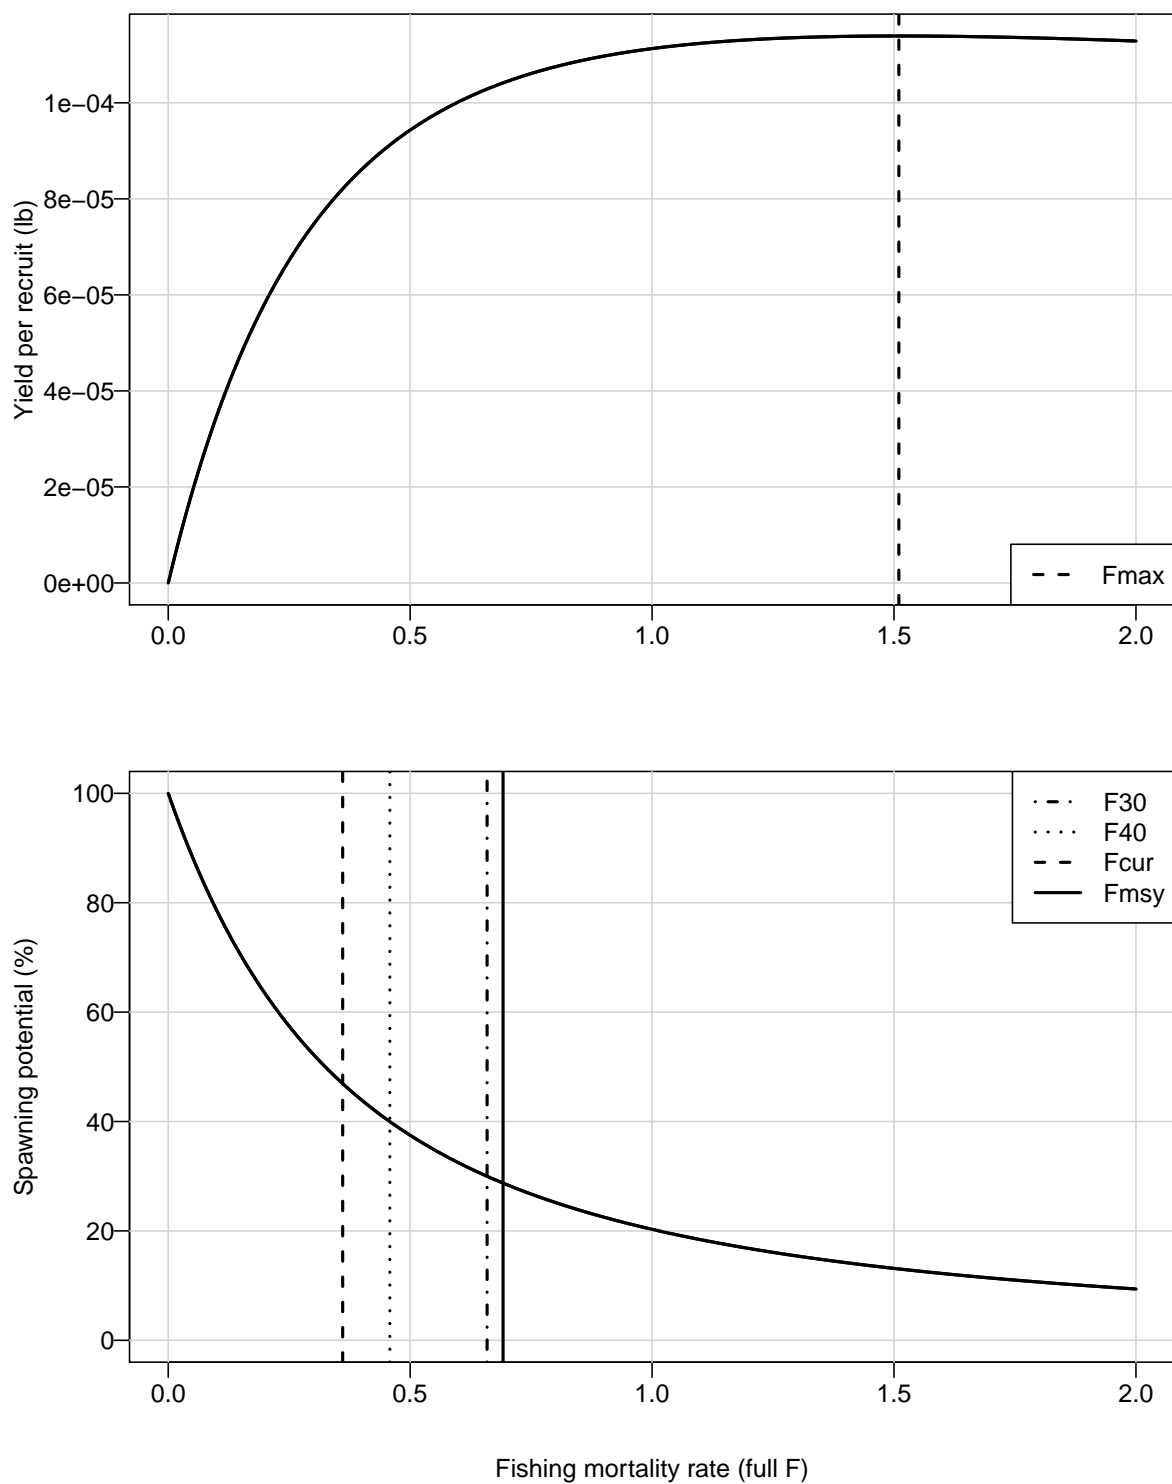 Yield per recruit (lb)
1e−04
8e−05
6e−05
4e−05
2e−05
0e+00
0.0 0.5 1.0 1.5 2.0
Fmax
Spawning potential (%)
100
80
60
40
20
0
0.0 0.5 1.0 1.5 2.0
F30
F40
Fcur
Fmsy
Fishing mortality rate (full F)